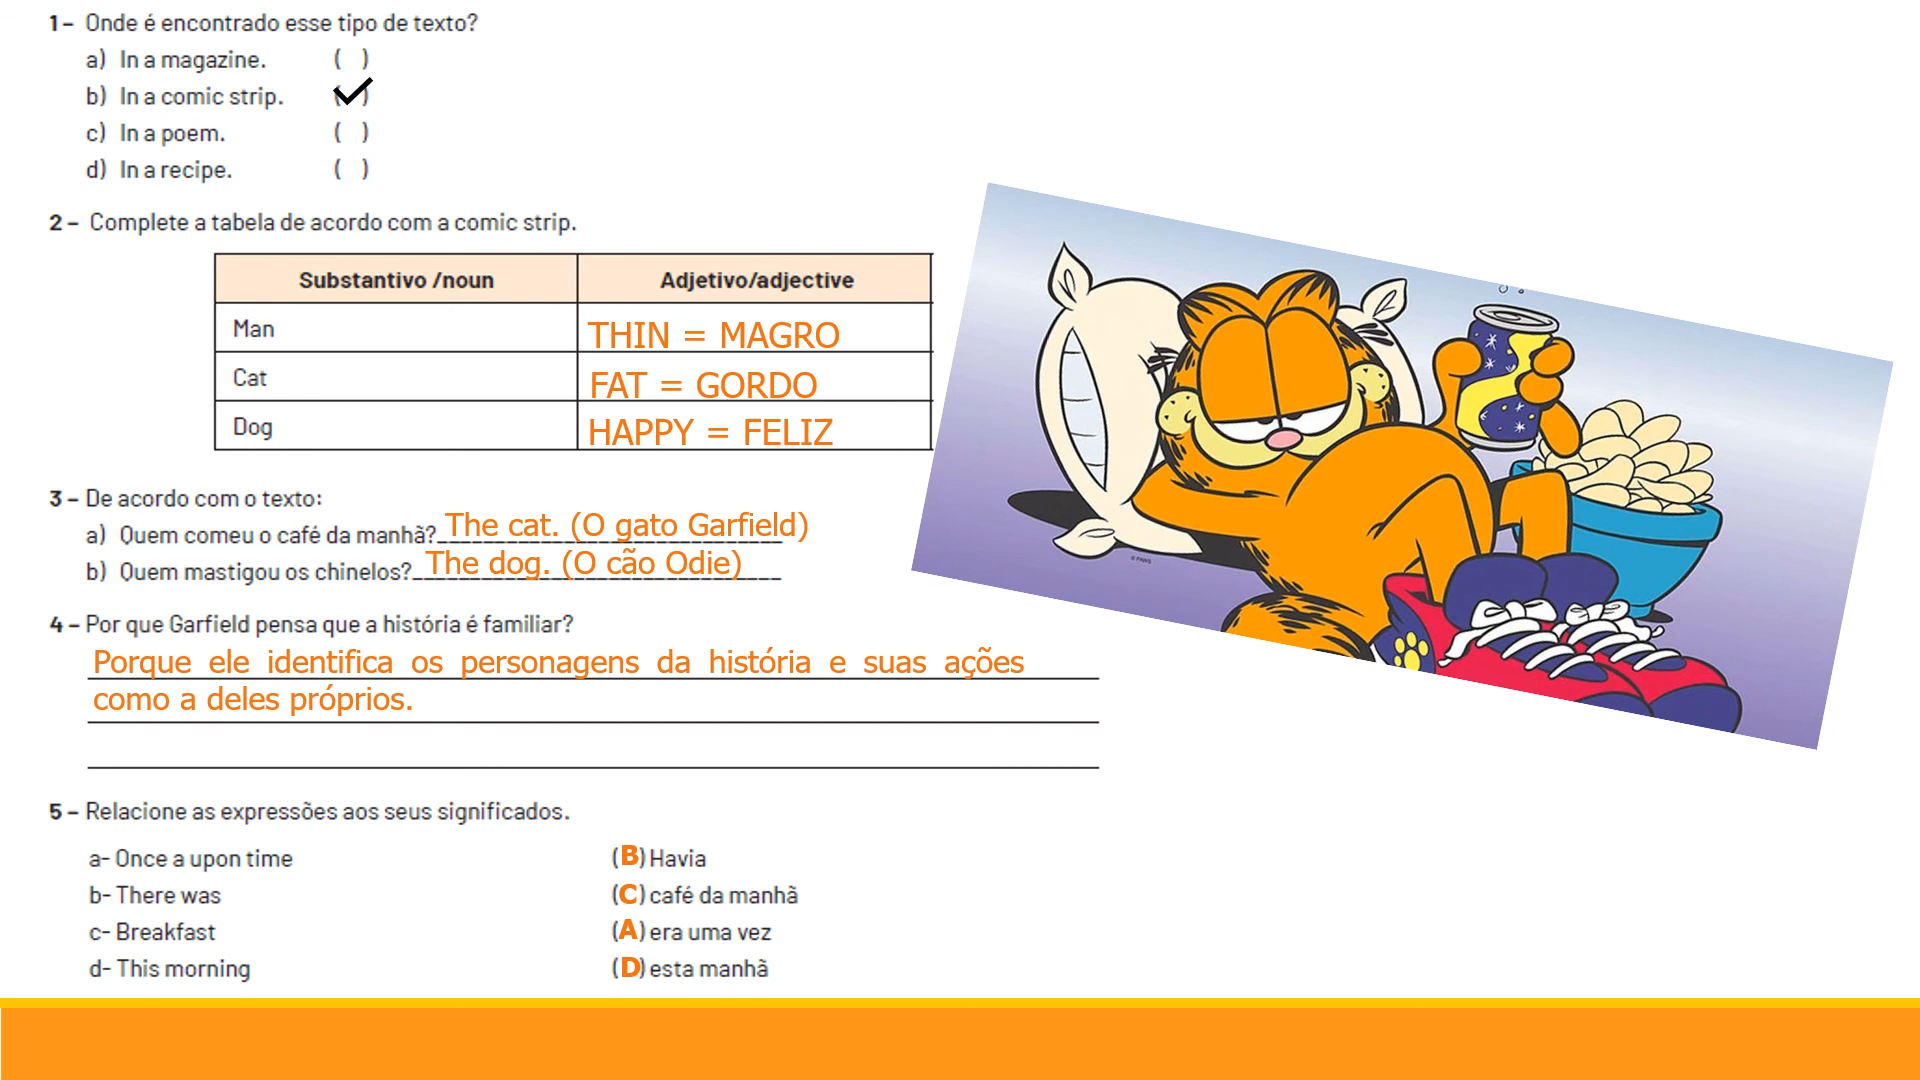 1 – Onde é encontrado esse tipo de texto?
a) In a magazine. ( )
b) In a comic strip. (✓)
c) In a poem. ( )
d) In a recipe. ( )
2 – Complete a tabela de acordo com a comic strip.
Substantivo /noun Adjetivo/adjective
Man THIN = MAGRO
Cat FAT = GORDO
Dog HAPPY = FELIZ
3 – De acordo com o texto:
a) Quem comeu o café da manhã? The cat. (O gato Garfield)
b) Quem mastigou os chinelos? The dog. (O cão Odie)
4 – Por que Garfield pensa que a história é familiar?
Porque ele identifica os personagens da história e suas ações
como a deles próprios.
5 – Relacione as expressões aos seus significados.
a- Once a upon time (B) Havia
b- There was (C) café da manhã
c- Breakfast (A) era uma vez
d- This morning (D) esta manhã
© PAWS